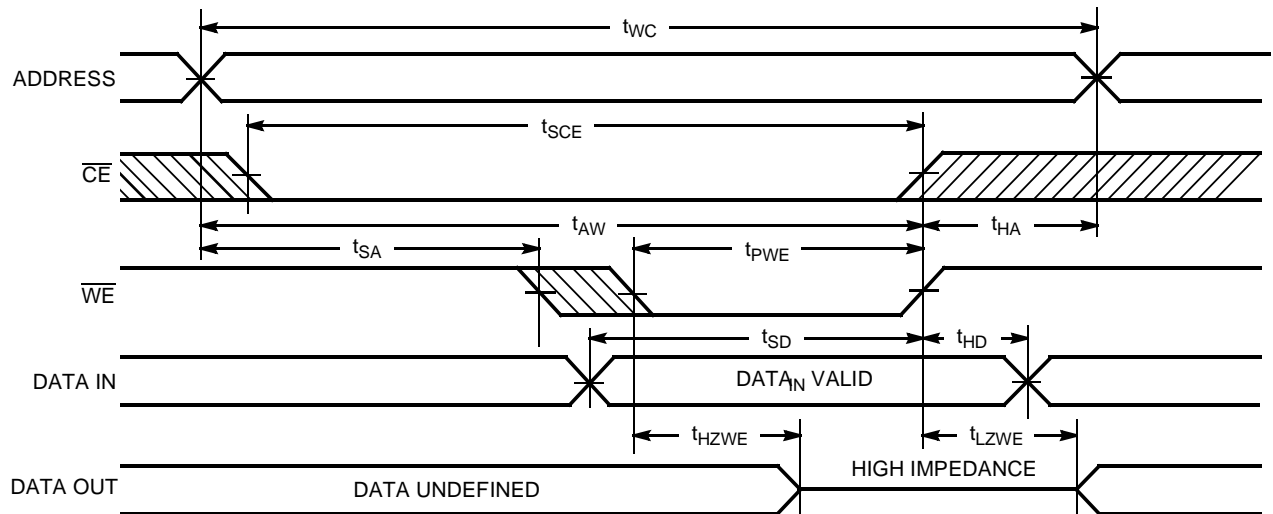 tWC
ADDRESS
tSCE
CE
tAW
tHA
tSA
tPWE
WE
tSD
tHD
DATA IN
DATAIN VALID
tHZWE
tLZWE
HIGH IMPEDANCE
DATA OUT
DATA UNDEFINED